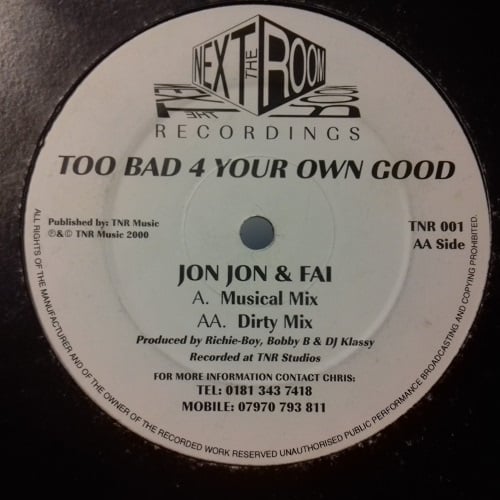 THE NEXT ROOM
RECORDINGS
TOO BAD 4 YOUR OWN GOOD
Published by: TNR Music
℗&© TNR Music 2000
TNR 001
AA Side
JON JON & FAI
A. Musical Mix
AA. Dirty Mix
Produced by Richie-Boy, Bobby B & DJ Klassy
Recorded at TNR Studios
FOR MORE INFORMATION CONTACT CHRIS:
TEL: 0181 343 7418
MOBILE: 07970 793 811
ALL RIGHTS OF THE MANUFACTURER AND OF THE OWNER OF THE RECORDED WORK RESERVED UNAUTHORISED PUBLIC PERFORMANCE BROADCASTING AND COPYING PROHIBITED.